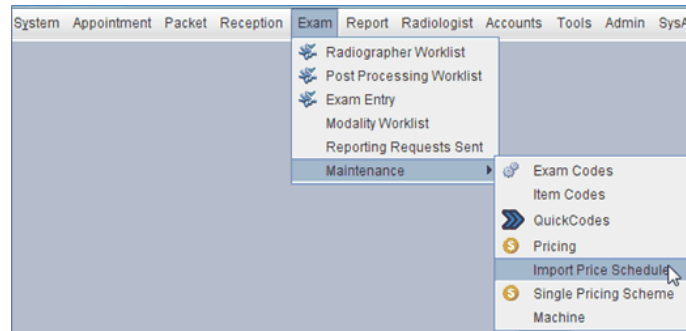 System Appointment Packet Reception Exam Report Radiologist Accounts Tools Admin SysA
Radiographer Worklist
Post Processing Worklist
Exam Entry
Modality Worklist
Reporting Requests Sent
Maintenance
Exam Codes
Item Codes
QuickCodes
Pricing
Import Price Schedule
Single Pricing Scheme
Machine